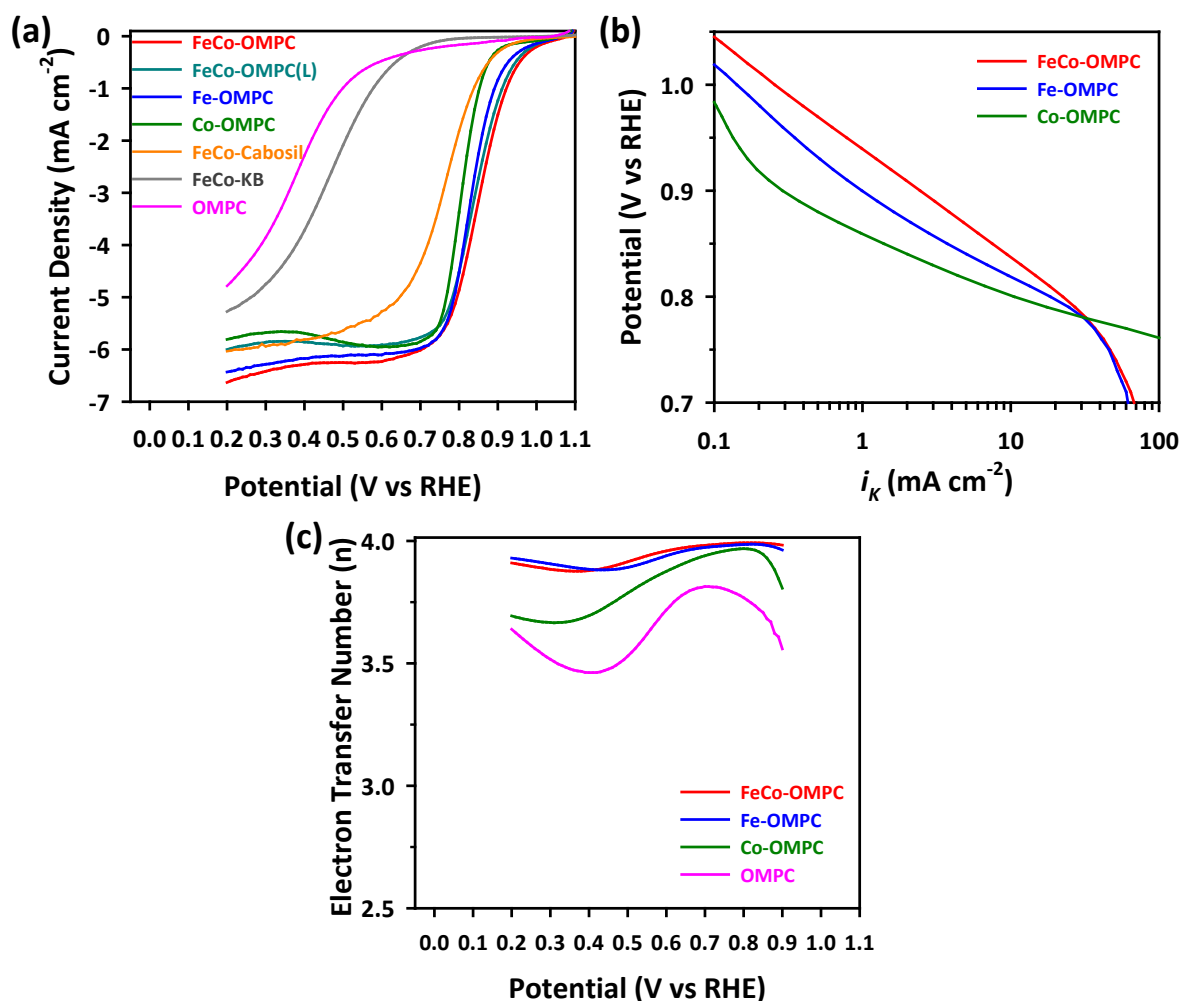 (a)
Current Density (mA cm-2)
0
-1
-2
-3
-4
-5
-6
-7
FeCo-OMPC
FeCo-OMPC(L)
Fe-OMPC
Co-OMPC
FeCo-Cabosil
FeCo-KB
OMPC
0.0 0.1 0.2 0.3 0.4 0.5 0.6 0.7 0.8 0.9 1.0 1.1
Potential (V vs RHE)
(b)
Potential (V vs RHE)
1.0
0.9
0.8
0.7
FeCo-OMPC
Fe-OMPC
Co-OMPC
0.1 1 10 100
iK (mA cm-2)
(c)
Electron Transfer Number (n)
4.0
3.5
3.0
2.5
FeCo-OMPC
Fe-OMPC
Co-OMPC
OMPC
0.0 0.1 0.2 0.3 0.4 0.5 0.6 0.7 0.8 0.9 1.0 1.1
Potential (V vs RHE)